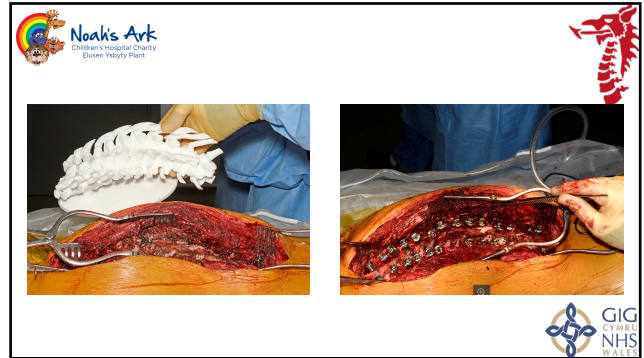 Noah's Ark
Children's Hospital Charity
Elusen Ysbyty Plant
GIG
CYMRU
NHS
WALES